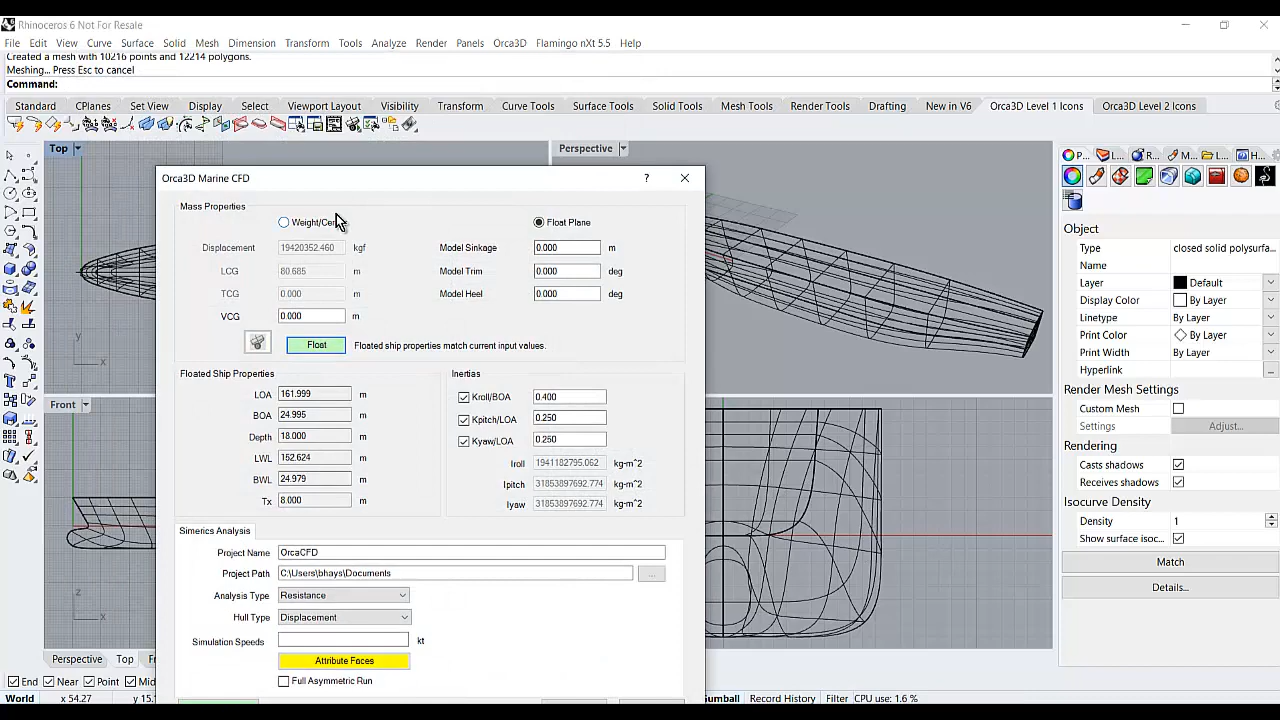 Rhinoceros 6 Not For Resale
File Edit View Curve Surface Solid Mesh Dimension Transform Tools Analyze Render Panels Orca3D Flamingo nXt 5.5 Help
Created a mesh with 10216 points and 12214 polygons.
Meshing... Press Esc to cancel
Command:
Standard CPlanes Set View Display Select Viewport Layout Visibility Transform Curve Tools Surface Tools Solid Tools Mesh Tools Render Tools Drafting New in V6 Orca3D Level 1 Icons Orca3D Level 2 Icons
Top
Perspective
P... L... R... M... L... H...
Orca3D Marine CFD ?
Mass Properties
Weight/Cen
Float Plane
Displacement 19420352.460 kgf
Model Sinkage 0.000 m
LCG 80.685 m
Model Trim 0.000 deg
TCG 0.000 m
Model Heel 0.000 deg
VCG 0.000 m
Float Floated ship properties match current input values.
Floated Ship Properties
LOA 161.999 m
BOA 24.995 m
Depth 18.000 m
LWL 152.624 m
BWL 24.979 m
Tx 8.000 m
Inertias
Kroll/BOA 0.400
Kpitch/LOA 0.250
Kyaw/LOA 0.250
Iroll 1941182795.062 kg-m^2
Ipitch 31853897692.774 kg-m^2
Iyaw 31853897692.774 kg-m^2
Simerics Analysis
Project Name OrcaCFD
Project Path C:\Users\bhays\Documents ...
Analysis Type Resistance
Hull Type Displacement
Simulation Speeds kt
Attribute Faces
Full Asymmetric Run
Front
y
x
z
x
Object
Type closed solid polysurfa...
Name
Layer Default
Display Color By Layer
Linetype By Layer
Print Color By Layer
Print Width By Layer
Hyperlink ...
Render Mesh Settings
Custom Mesh
Settings Adjust...
Rendering
Casts shadows
Receives shadows
Isocurve Density
Density 1
Show surface isoc...
Match
Details...
Perspective Top Fr
End Near Point Mid
World x 54.27 y 15. umball Record History Filter CPU use: 1.6 %